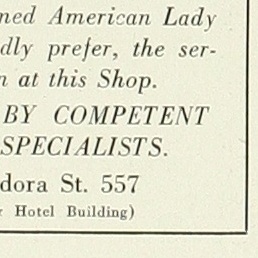 ned American Lady
dly prefer, the ser-
n at this Shop.
BY COMPETENT
SPECIALISTS.
dora St. 557
r Hotel Building)